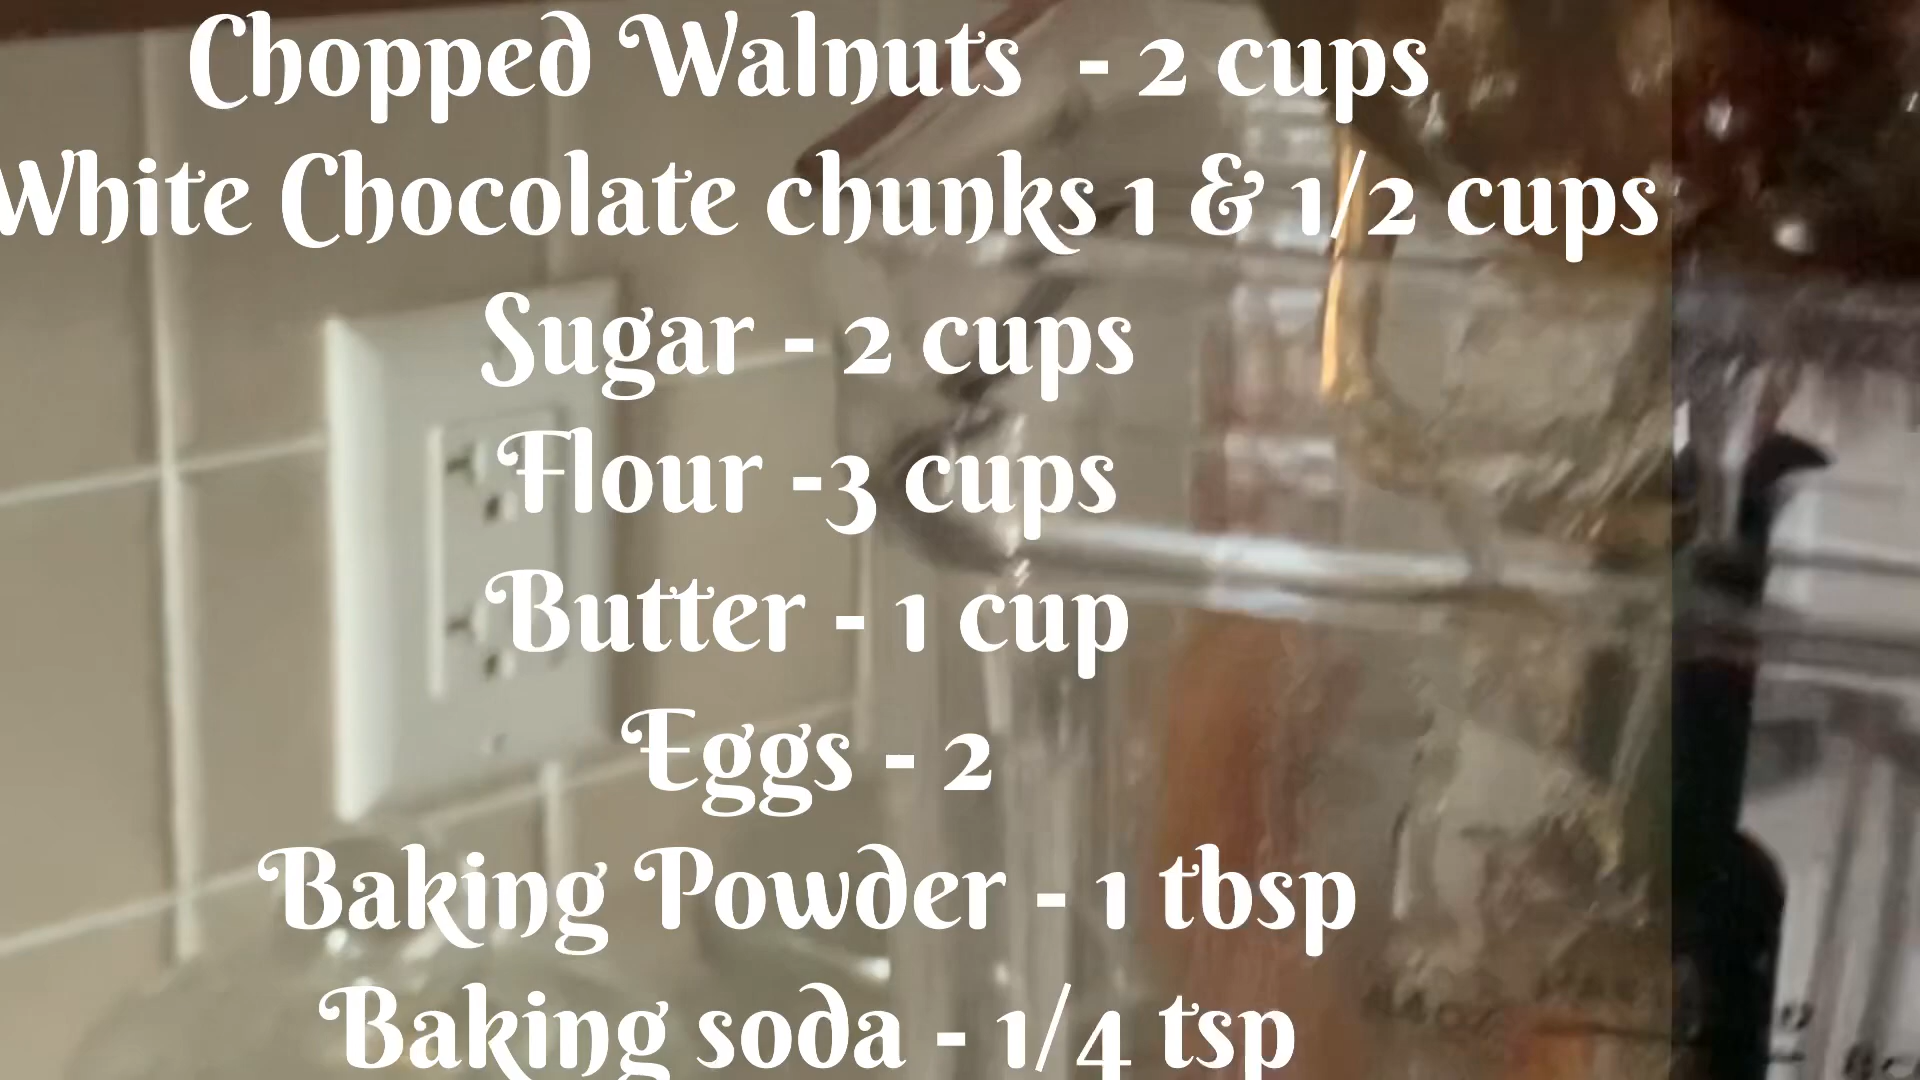 Chopped Walnuts - 2 cups
White Chocolate chunks 1 & 1/2 cups
Sugar - 2 cups
Flour -3 cups
Butter - 1 cup
Eggs - 2
Baking Powder - 1 tbsp
Baking soda - 1/4 tsp